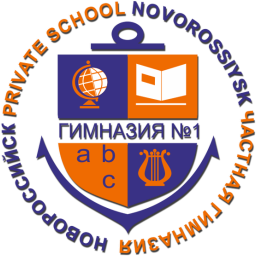 PRIVATE SCHOOL NOVOROSSIYSK
ЧАСТНАЯ ГИМНАЗИЯ НОВОРОССИЙСК
ГИМНАЗИЯ №1
a b
c